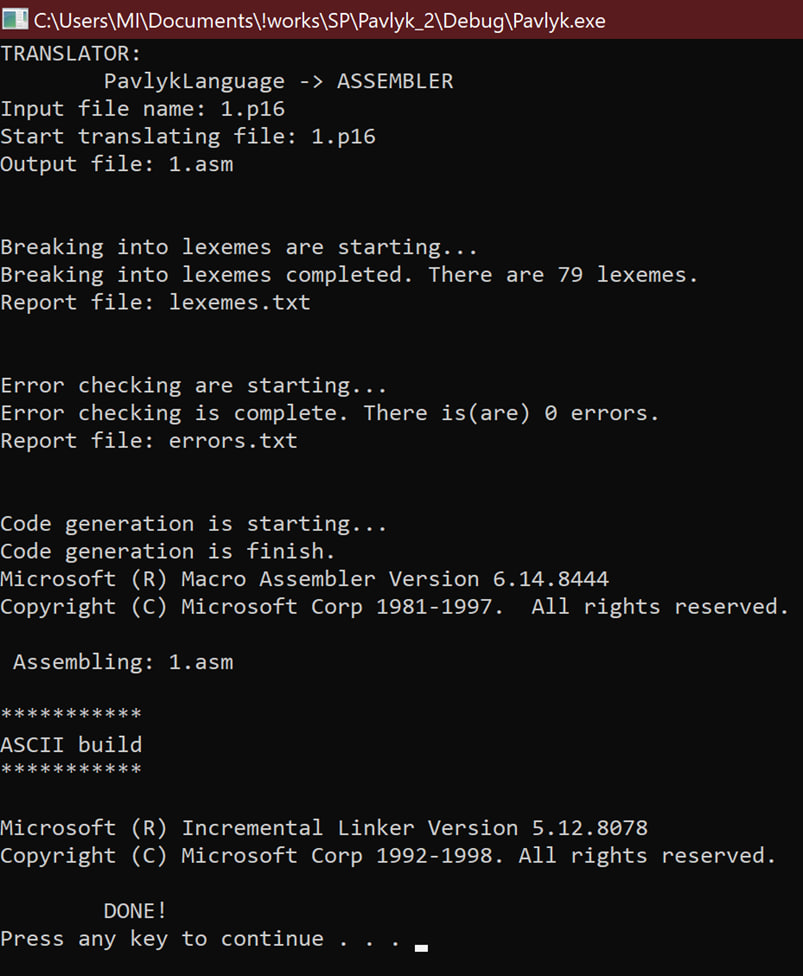 C:\Users\MI\Documents\!works\SP\Pavlyk_2\Debug\Pavlyk.exe
TRANSLATOR:
        PavlykLanguage -> ASSEMBLER
Input file name: 1.p16
Start translating file: 1.p16
Output file: 1.asm
Breaking into lexemes are starting...
Breaking into lexemes completed. There are 79 lexemes.
Report file: lexemes.txt
Error checking are starting...
Error checking is complete. There is(are) 0 errors.
Report file: errors.txt
Code generation is starting...
Code generation is finish.
Microsoft (R) Macro Assembler Version 6.14.8444
Copyright (C) Microsoft Corp 1981-1997.  All rights reserved.
 Assembling: 1.asm
***********
ASCII build
***********
Microsoft (R) Incremental Linker Version 5.12.8078
Copyright (C) Microsoft Corp 1992-1998. All rights reserved.
        DONE!
Press any key to continue . . .